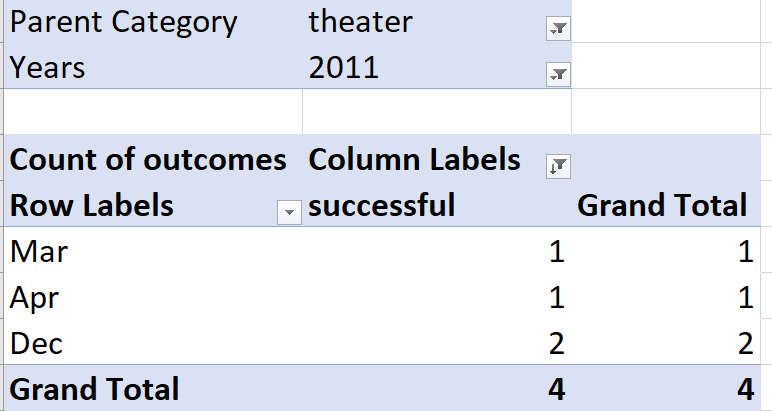 Parent Category theater
Years 2011
Count of outcomes Column Labels
Row Labels successful Grand Total
Mar 1 1
Apr 1 1
Dec 2 2
Grand Total 4 4